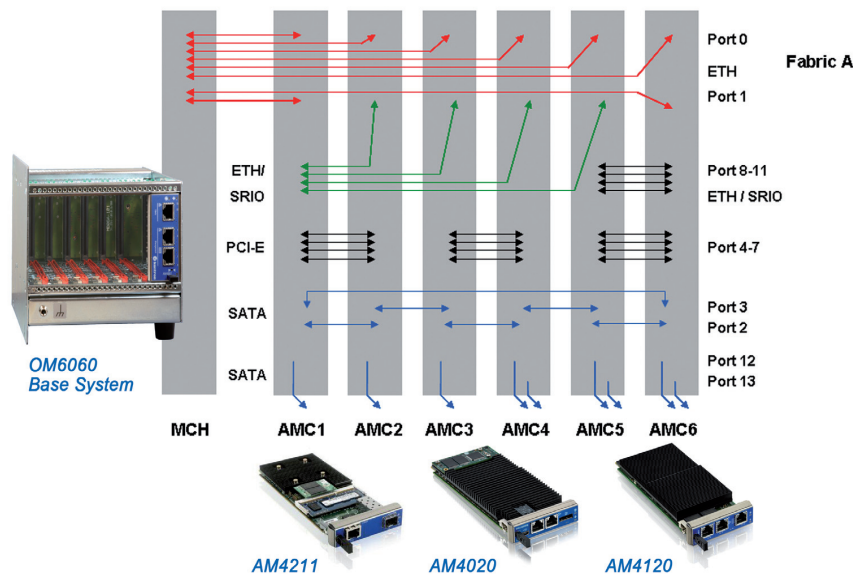 Port 0
Fabric A
ETH
Port 1
ETH/
Port 8-11
SRIO
ETH / SRIO
PCI-E
Port 4-7
SATA
Port 3
Port 2
OM6060
Base System
SATA
Port 12
Port 13
MCH
AMC1
AMC2
AMC3
AMC4
AMC5
AMC6
AM4211
AM4020
AM4120